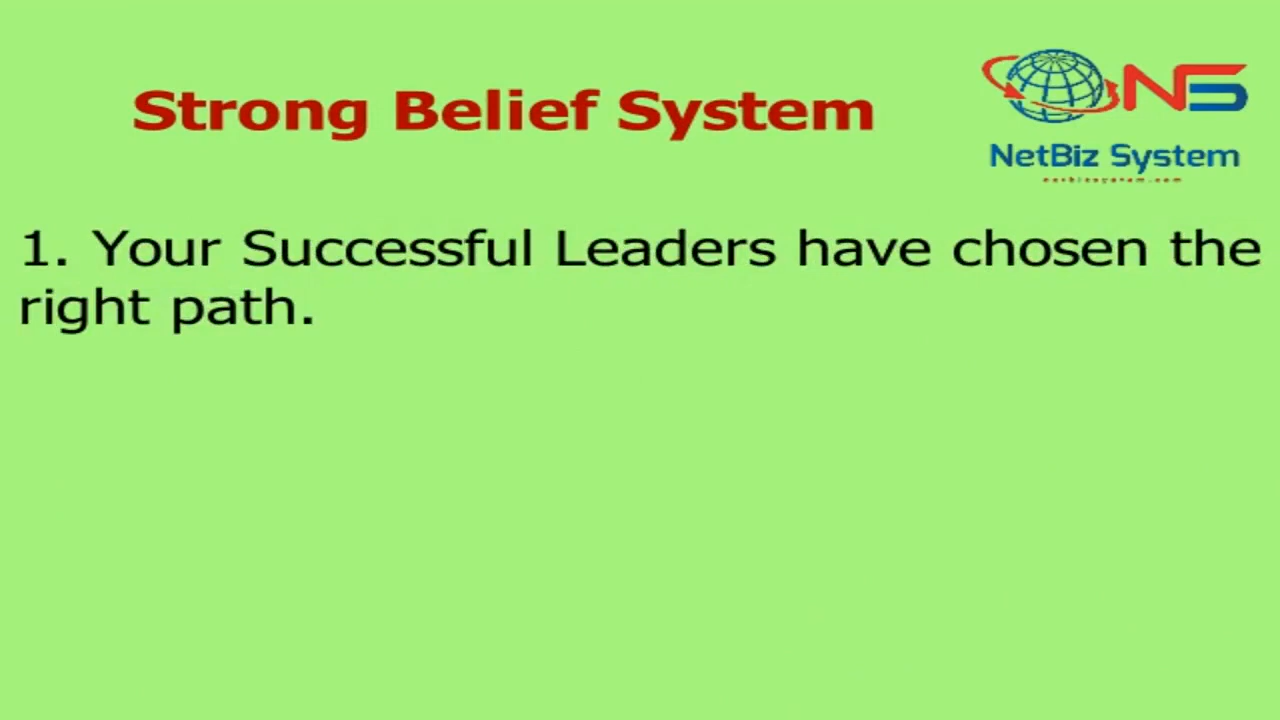 Strong Belief System
NS
NetBiz System
1. Your Successful Leaders have chosen the
right path.